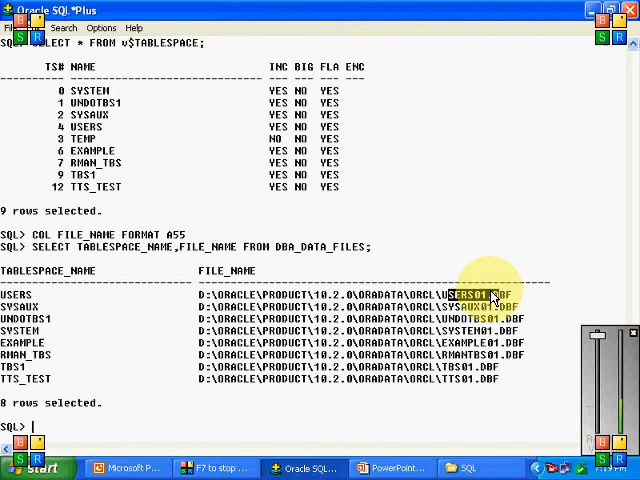 Oracle SQL*Plus
Search Options Help
SQL> SELECT * FROM v$TABLESPACE;
TS# NAME INC BIG FLA ENC
---------- ------------------------------ --- --- --- ---
0 SYSTEM YES NO YES
1 UNDOTBS1 YES NO YES
2 SYSAUX YES NO YES
4 USERS YES NO YES
3 TEMP NO NO YES
6 EXAMPLE YES NO YES
7 RMAN_TBS YES NO YES
9 TBS1 YES NO YES
12 TTS_TEST YES NO YES
9 rows selected.
SQL> COL FILE_NAME FORMAT A55
SQL> SELECT TABLESPACE_NAME,FILE_NAME FROM DBA_DATA_FILES;
TABLESPACE_NAME FILE_NAME
------------------------------ -------------------------------------------------------
USERS D:\ORACLE\PRODUCT\10.2.0\ORADATA\ORCL\USERS01.DBF
SYSAUX D:\ORACLE\PRODUCT\10.2.0\ORADATA\ORCL\SYSAUX01.DBF
UNDOTBS1 D:\ORACLE\PRODUCT\10.2.0\ORADATA\ORCL\UNDOTBS01.DBF
SYSTEM D:\ORACLE\PRODUCT\10.2.0\ORADATA\ORCL\SYSTEM01.DBF
EXAMPLE D:\ORACLE\PRODUCT\10.2.0\ORADATA\ORCL\EXAMPLE01.DBF
RMAN_TBS D:\ORACLE\PRODUCT\10.2.0\ORADATA\ORCL\RMANTBS01.DBF
TBS1 D:\ORACLE\PRODUCT\10.2.0\ORADATA\ORCL\TBS01.DBF
TTS_TEST D:\ORACLE\PRODUCT\10.2.0\ORADATA\ORCL\TTS01.DBF
8 rows selected.
SQL>
start Microsoft P... F7 to stop ... Oracle SQL... PowerPoint... SQL 7:19 PM